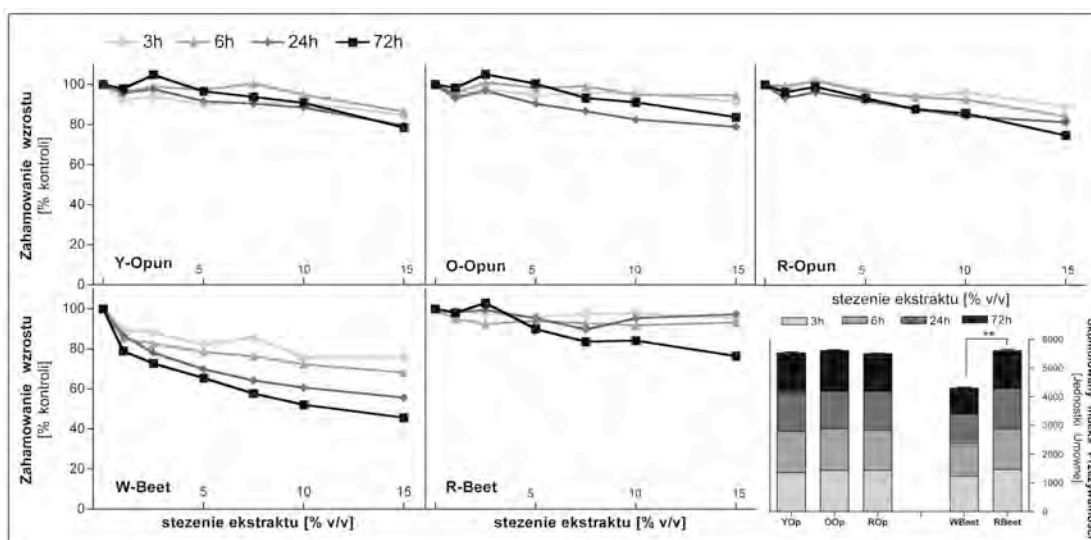 3h 6h 24h 72h
Zahamowanie wzrostu
[% kontroli]
100
80
60
40
20
0
Y-Opun
5
10
15
O-Opun
5
10
15
R-Opun
5
10
15
Zahamowanie wzrostu
[% kontroli]
100
80
60
40
20
0
W-Beet
5
10
15
stezenie ekstraktu [% v/v]
R-Beet
5
10
15
stezenie ekstraktu [% v/v]
stezenie ekstraktu [% v/v]
3h 6h 24h 72h
**
6000
5000
4000
3000
2000
1000
0
YOp OOp ROp WBeet RBeet
[Jednostki Umowne]